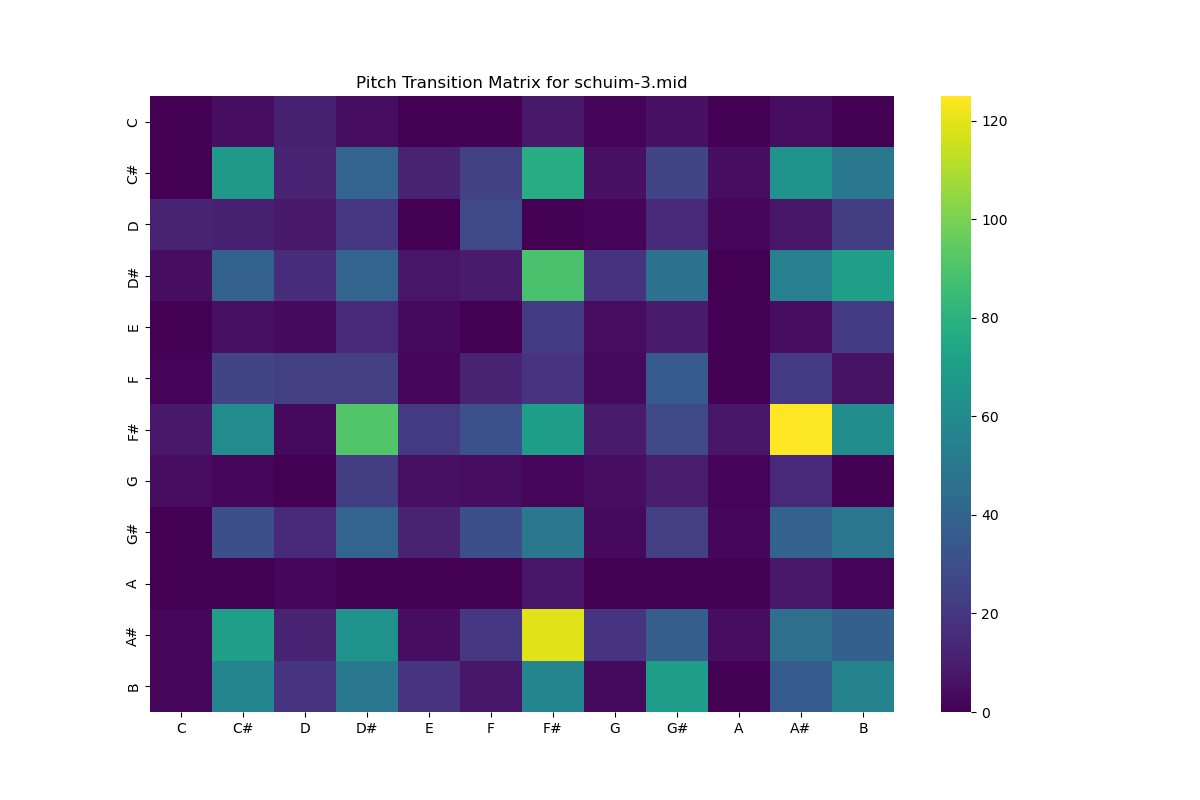 Pitch Transition Matrix for schuim-3.mid
C
C#
D
D#
E
F
F#
G
G#
A
A#
B
C C# D D# E F F# G G# A A# B
120
100
80
60
40
20
0